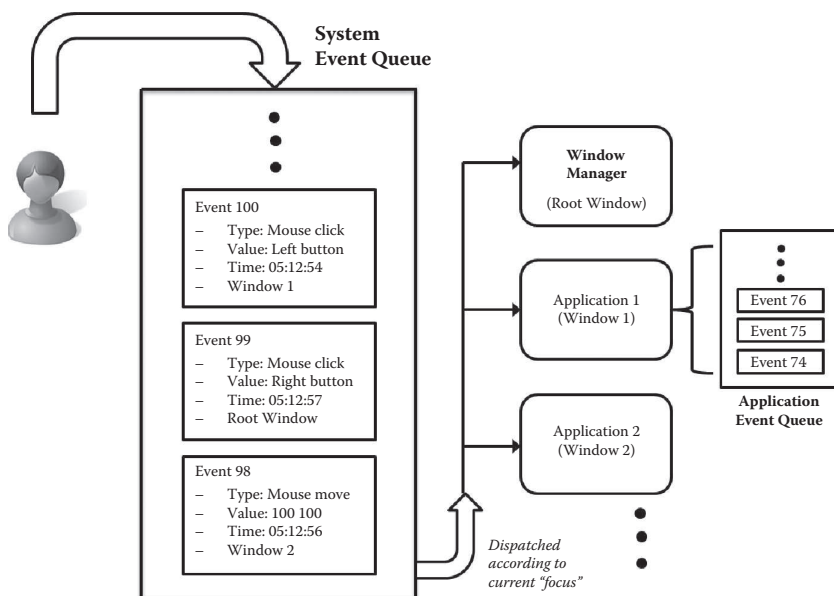 System
Event Queue
Event 100
– Type: Mouse click
– Value: Left button
– Time: 05:12:54
– Window 1
Event 99
– Type: Mouse click
– Value: Right button
– Time: 05:12:57
– Root Window
Event 98
– Type: Mouse move
– Value: 100 100
– Time: 05:12:56
– Window 2
Window
Manager
(Root Window)
Application 1
(Window 1)
Application 2
(Window 2)
Event 76
Event 75
Event 74
Application
Event Queue
Dispatched
according to
current “focus”